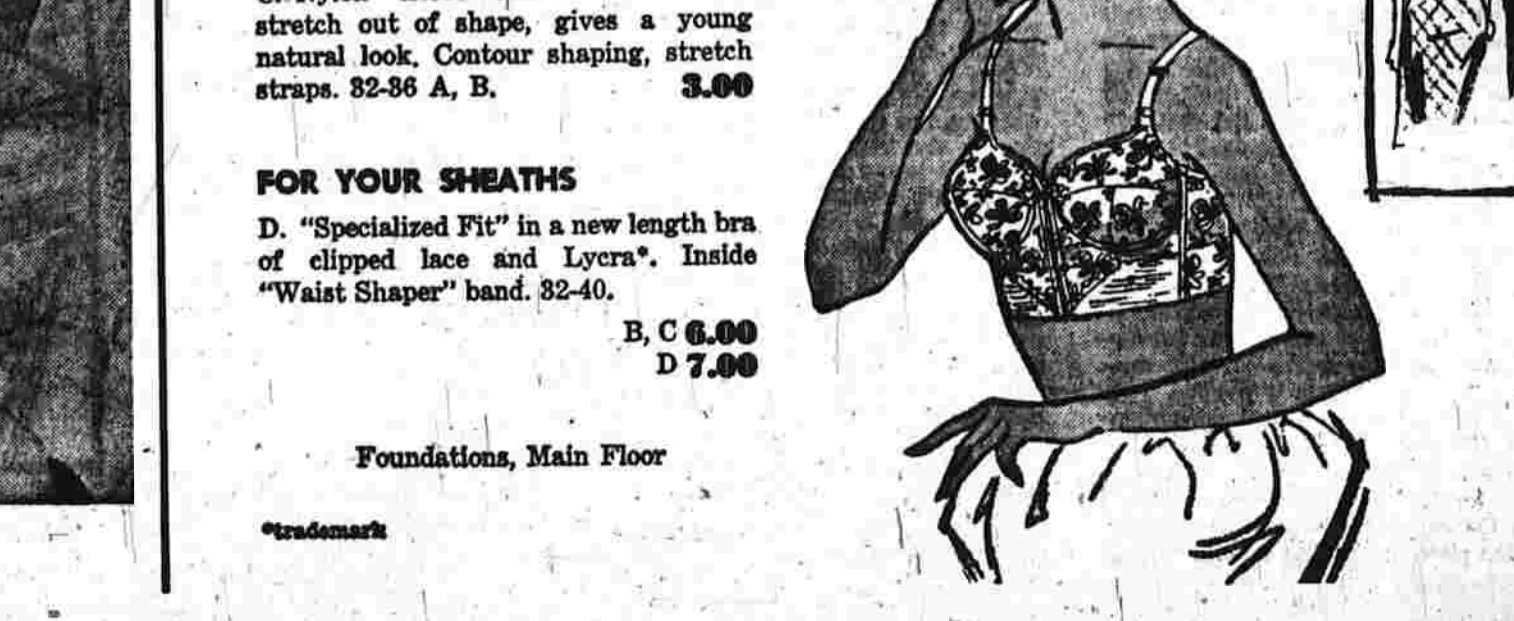 stretch out of shape, gives a young
natural look. Contour shaping, stretch
straps. 32-36 A, B. 3.00
FOR YOUR SHEATHS
D. "Specialized Fit" in a new length bra
of clipped lace and Lycra*. Inside
"Waist Shaper" band. 32-40.
B, C 6.00
D 7.00
Foundations, Main Floor
*trademark